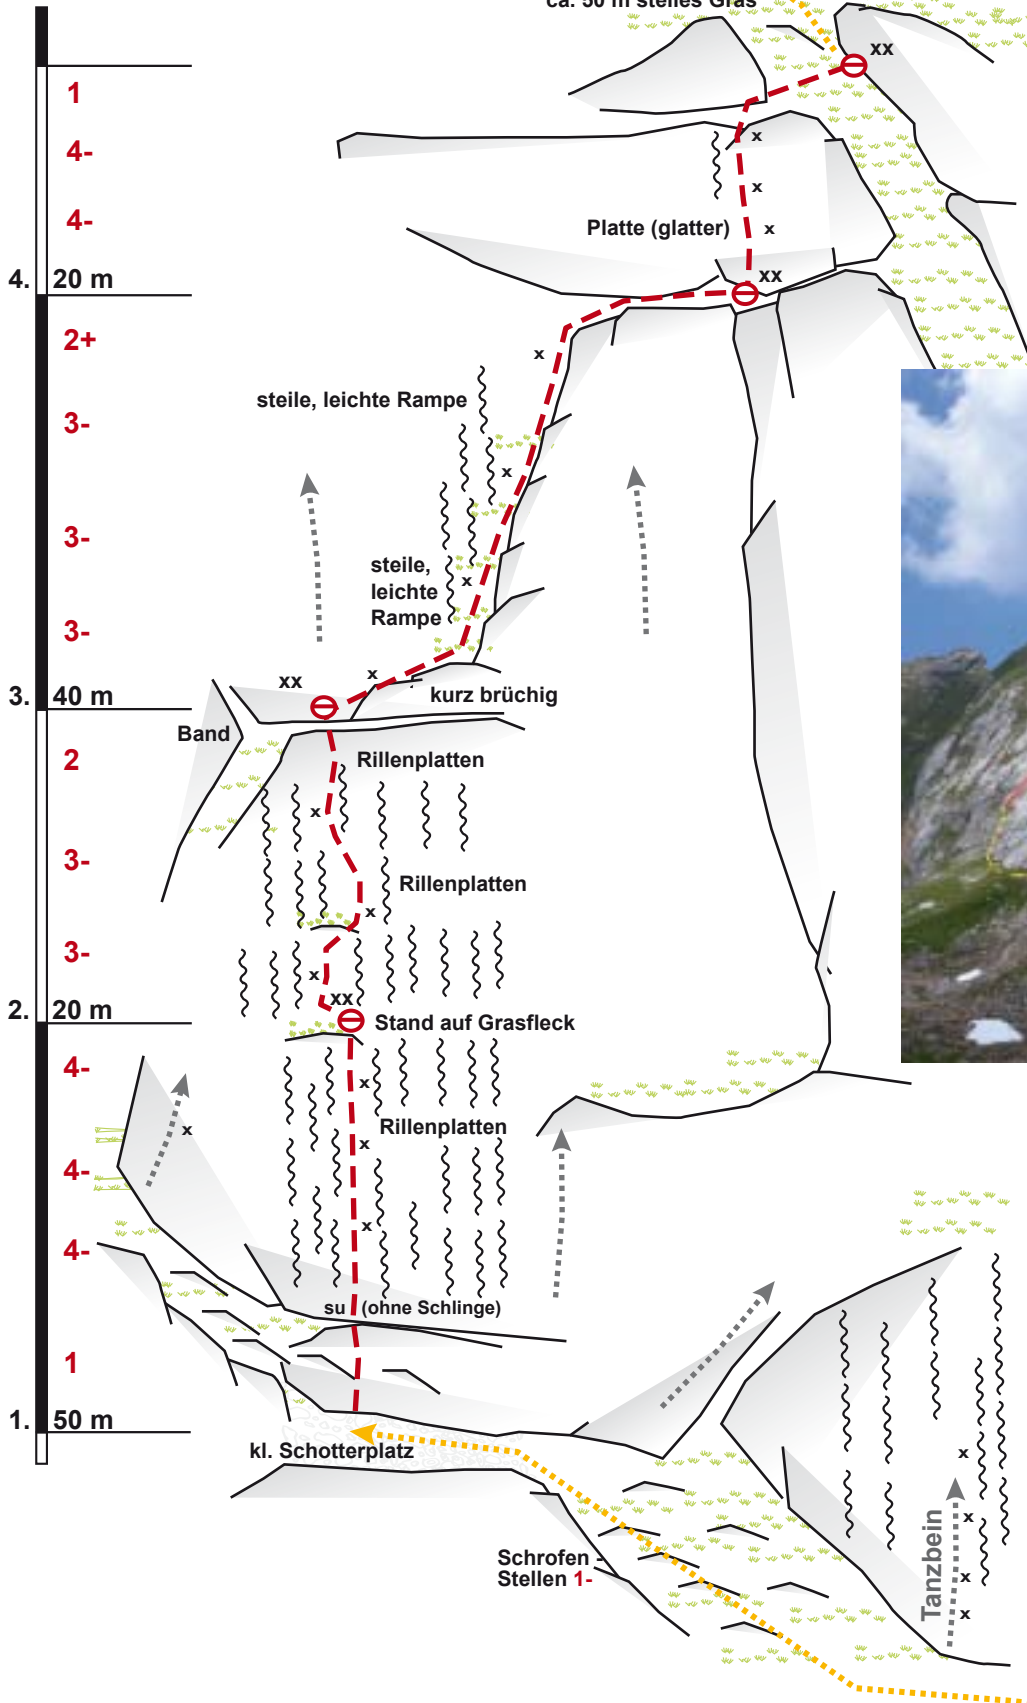 ca. 50 m steiles Gras
xx
1
x
4-
x
4-
Platte (glatter)
x
4. 20 m
xx
2+
x
steile, leichte Rampe
3-
x
3-
steile,
leichte
Rampe
x
3-
x
xx
3. 40 m
kurz brüchig
Band
2
Rillenplatten
x
3-
Rillenplatten
x
3-
x
xx
2. 20 m
Stand auf Grasfleck
4-
x
Rillenplatten
x
x
4-
x
4-
su (ohne Schlinge)
1
1. 50 m
kl. Schotterplatz
x
x
x
x
Tanzbein
Schrofen -
Stellen 1-